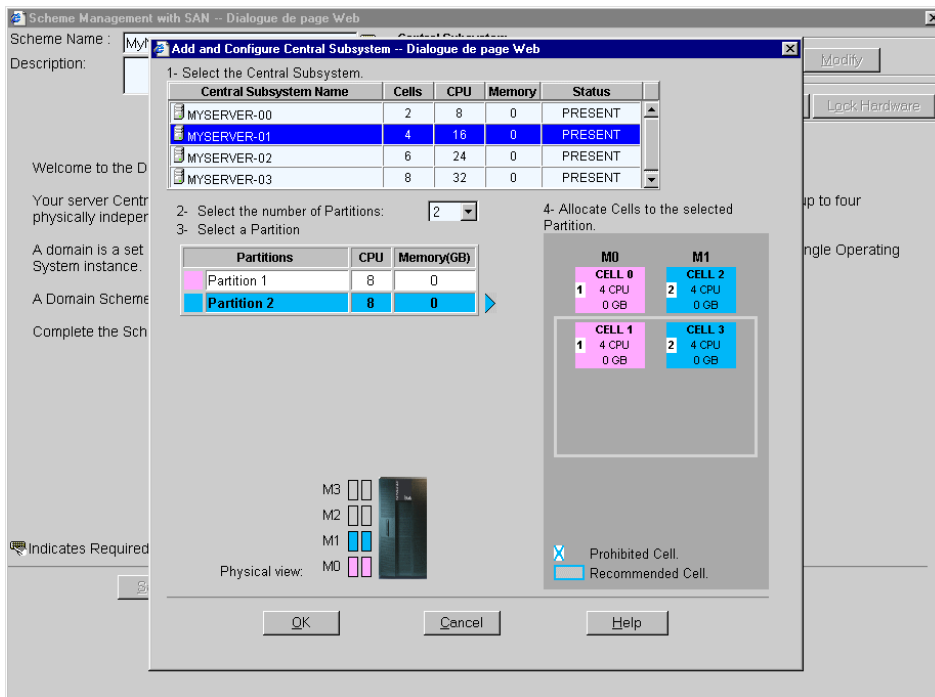 Scheme Management with SAN -- Dialogue de page Web
Scheme Name :
Description:
Modify
Lock Hardware
Welcome to the D
Your server Centr
up to four
physically indeper
A domain is a set
ngle Operating
System instance.
A Domain Scheme
Complete the Sch
Indicates Required
Add and Configure Central Subsystem -- Dialogue de page Web
1- Select the Central Subsystem.
Central Subsystem Name Cells CPU Memory Status
MYSERVER-00 2 8 0 PRESENT
MYSERVER-01 4 16 0 PRESENT
MYSERVER-02 6 24 0 PRESENT
MYSERVER-03 8 32 0 PRESENT
2- Select the number of Partitions: 2
3- Select a Partition
Partitions CPU Memory(GB)
Partition 1 8 0
Partition 2 8 0
4- Allocate Cells to the selected
Partition.
M0 M1
CELL 0 CELL 2
1 4 CPU 2 4 CPU
0 GB 0 GB
CELL 1 CELL 3
1 4 CPU 2 4 CPU
0 GB 0 GB
M3
M2
M1
Physical view: M0
X Prohibited Cell.
Recommended Cell.
OK Cancel Help